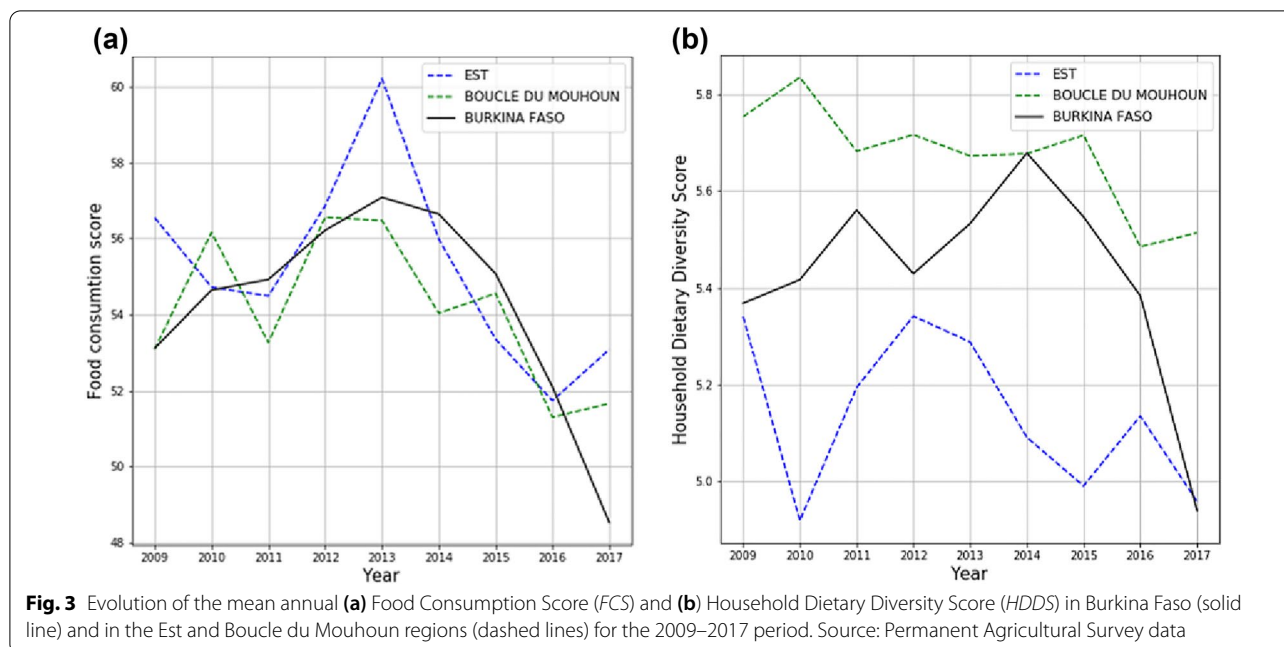 (a)
EST
BOUCLE DU MOUHOUN
BURKINA FASO
60
58
56
54
52
50
48
Food consumtion score
2009 2010 2011 2012 2013 2014 2015 2016 2017
Year
(b)
EST
BOUCLE DU MOUHOUN
BURKINA FASO
5.8
5.6
5.4
5.2
5.0
Household Dietary Diversity Score
2009 2010 2011 2012 2013 2014 2015 2016 2017
Year
Fig. 3 Evolution of the mean annual (a) Food Consumption Score (FCS) and (b) Household Dietary Diversity Score (HDDS) in Burkina Faso (solid
line) and in the Est and Boucle du Mouhoun regions (dashed lines) for the 2009–2017 period. Source: Permanent Agricultural Survey data